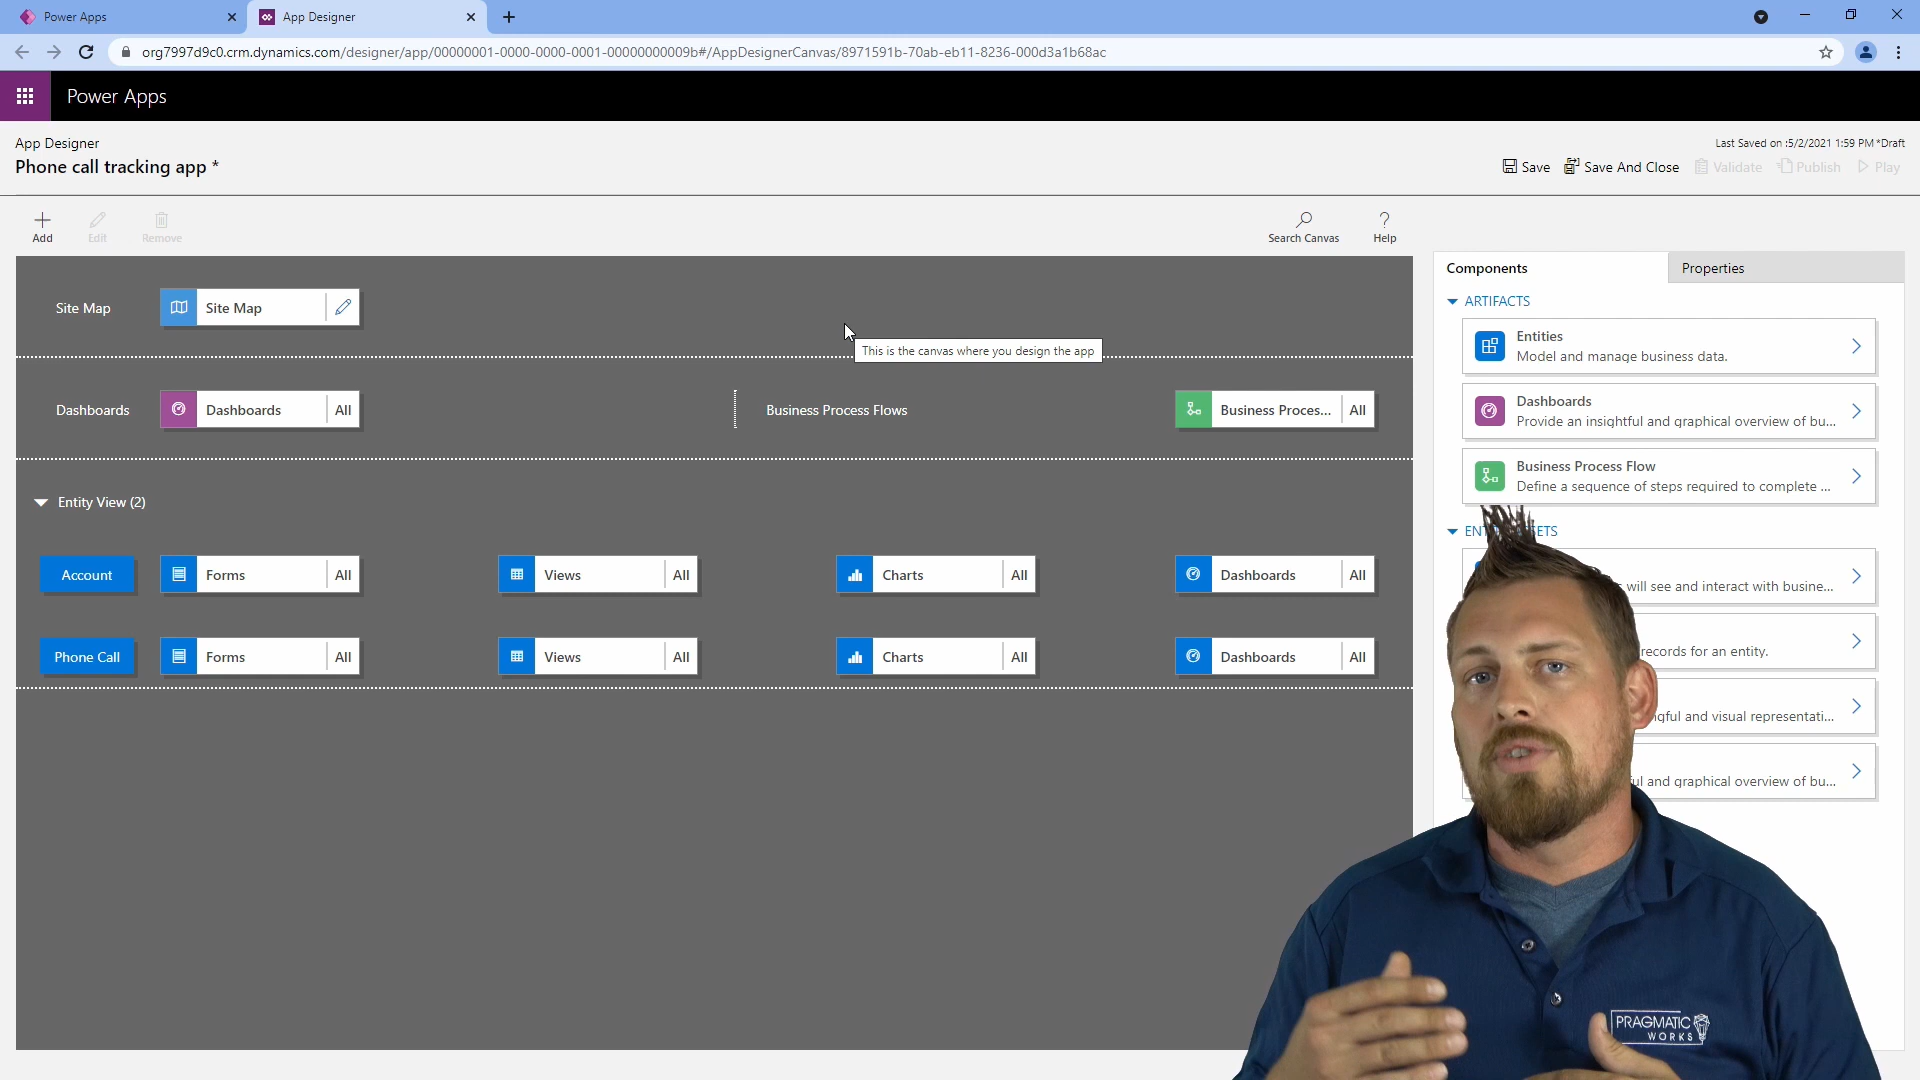 Power Apps
App Designer
org7997d9c0.crm.dynamics.com/designer/app/00000001-0000-0000-0001-00000000009b#/AppDesignerCanvas/8971591b-70ab-eb11-8236-000d3a1b68ac
Power Apps
App Designer
Phone call tracking app *
Last Saved on :5/2/2021 1:59 PM *Draft
Save
Save And Close
Validate
Publish
Play
Add
Edit
Remove
Search Canvas
Help
Components
Properties
Site Map
Site Map
This is the canvas where you design the app
Dashboards
Dashboards
All
Business Process Flows
Business Proces...
All
Entity View (2)
Account
Forms
All
Views
All
Charts
All
Dashboards
All
Phone Call
Forms
All
Views
All
Charts
All
Dashboards
All
ARTIFACTS
Entities
Model and manage business data.
Dashboards
Provide an insightful and graphical overview of bu...
Business Process Flow
Define a sequence of steps required to complete ...
will see and interact with busine...
records for an entity.
and visual representati...
and graphical overview of bu...
PRAGMATIC
WORKS